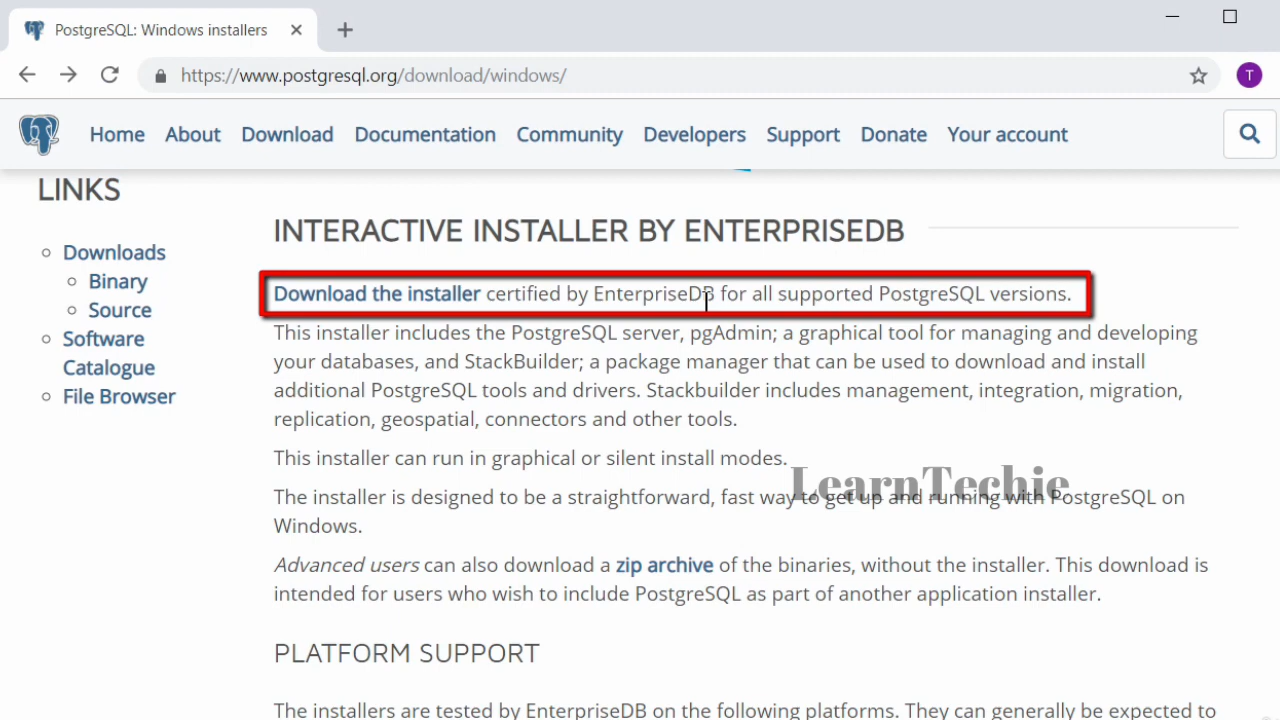 PostgreSQL: Windows installers
https://www.postgresql.org/download/windows/
T
Home About Download Documentation Community Developers Support Donate Your account
LINKS
Downloads
Binary
Source
Software
Catalogue
File Browser
INTERACTIVE INSTALLER BY ENTERPRISEDB
Download the installer certified by EnterpriseDB for all supported PostgreSQL versions.
This installer includes the PostgreSQL server, pgAdmin; a graphical tool for managing and developing
your databases, and StackBuilder; a package manager that can be used to download and install
additional PostgreSQL tools and drivers. Stackbuilder includes management, integration, migration,
replication, geospatial, connectors and other tools.
This installer can run in graphical or silent install modes.
LearnTechie
The installer is designed to be a straightforward, fast way to get up and running with PostgreSQL on
Windows.
Advanced users can also download a zip archive of the binaries, without the installer. This download is
intended for users who wish to include PostgreSQL as part of another application installer.
PLATFORM SUPPORT
The installers are tested by EnterpriseDB on the following platforms. They can generally be expected to